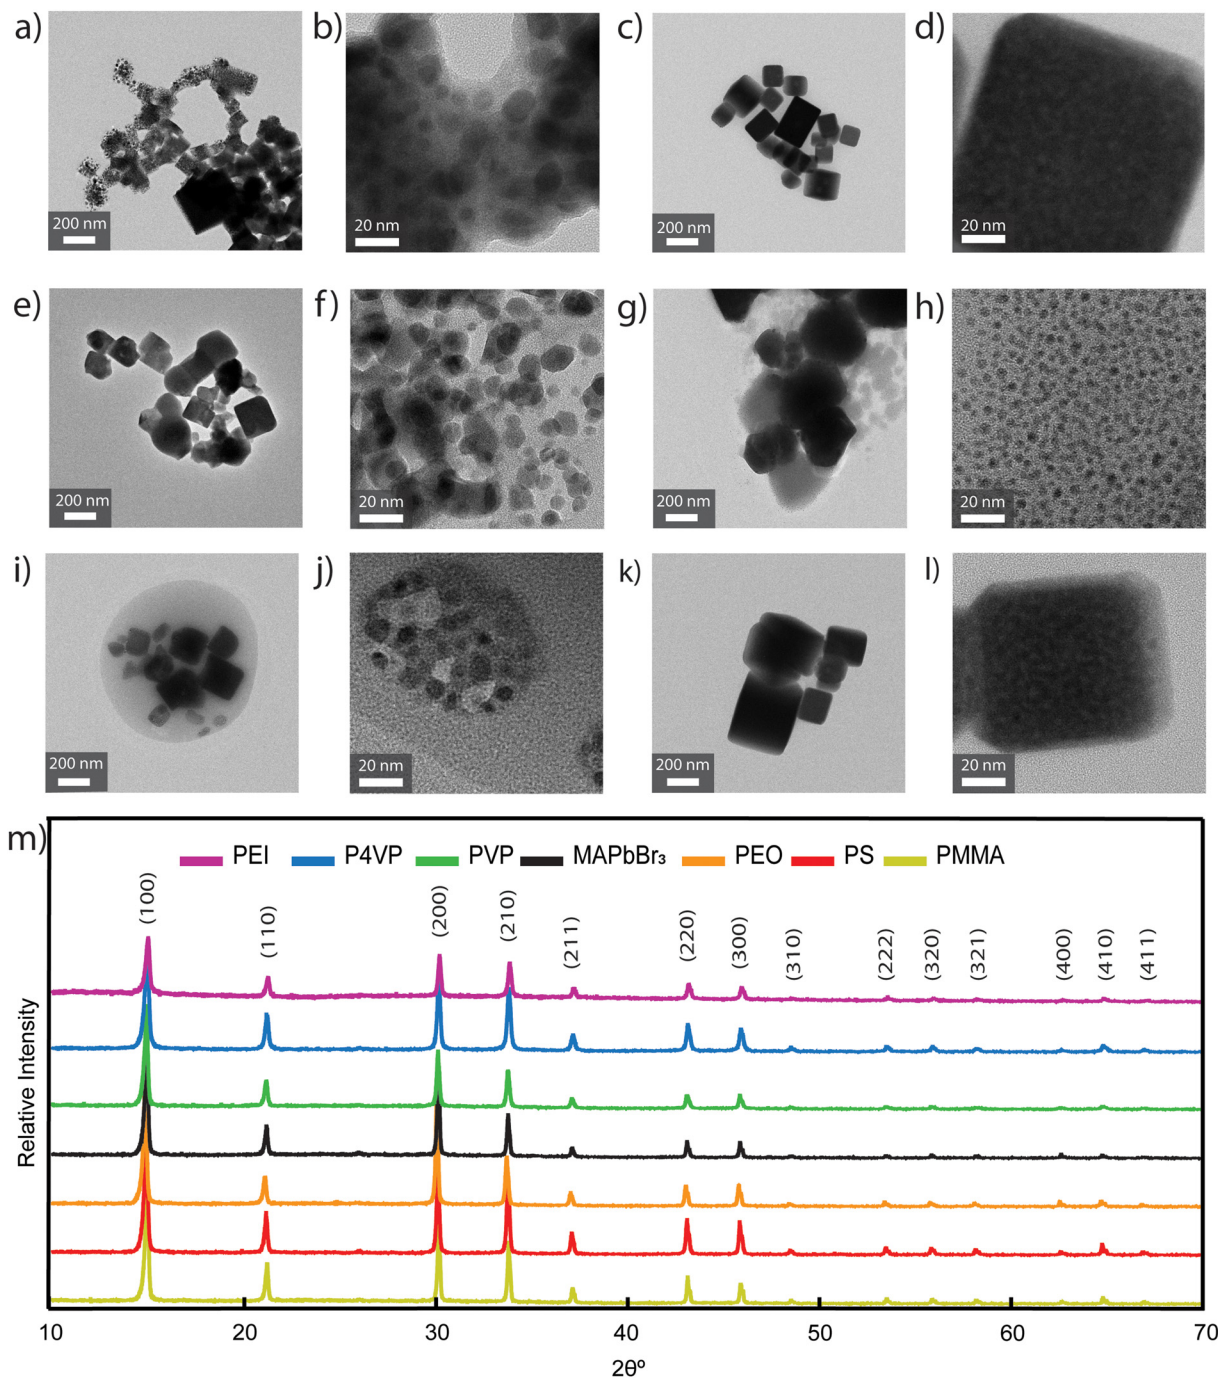 a) b) c) d)
200 nm 20 nm 200 nm 20 nm
e) f) g) h)
200 nm 20 nm 200 nm 20 nm
i) j) k) l)
200 nm 20 nm 200 nm 20 nm
m)
PEI P4VP PVP MAPbBr₃ PEO PS PMMA
(100) (110) (200) (210) (211) (220) (300) (310) (222) (320) (321) (400) (410) (411)
Relative Intensity
10 20 30 40 50 60 70
2θº